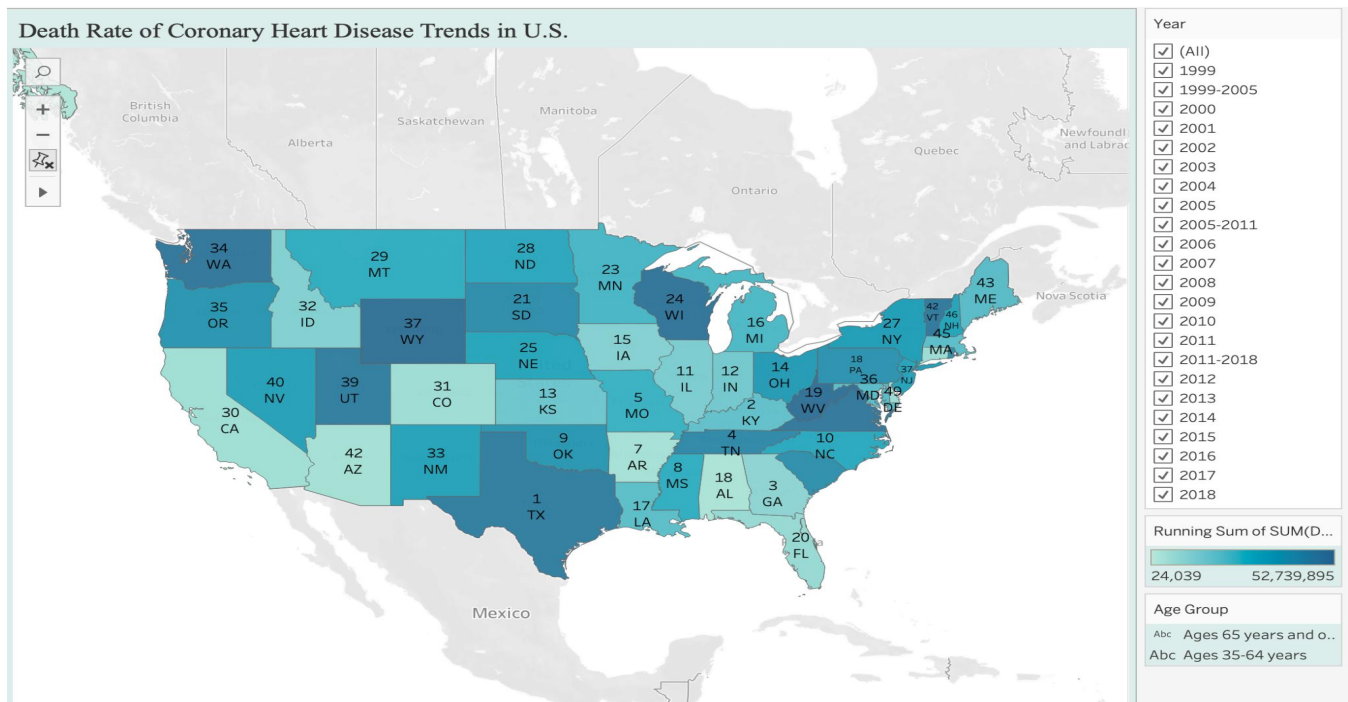 Death Rate of Coronary Heart Disease Trends in U.S.
British
Columbia
Alberta
Saskatchewan
Manitoba
Ontario
Quebec
Newfoundl
and Labrac
Nova Scotia
34
WA
29
MT
28
ND
23
MN
43
ME
35
OR
32
ID
37
WY
21
SD
24
WI
16
MI
42
VT
46
NH
27
NY
45
MA
25
NE
15
IA
18
PA
37
NJ
40
NV
39
UT
31
CO
13
KS
11
IL
12
IN
14
OH
36
MD
49
DE
30
CA
5
MO
2
KY
19
WV
42
AZ
33
NM
9
OK
7
AR
4
TN
10
NC
1
TX
17
LA
8
MS
18
AL
3
GA
20
FL
Mexico
Year
(All)
1999
1999-2005
2000
2001
2002
2003
2004
2005
2005-2011
2006
2007
2008
2009
2010
2011
2011-2018
2012
2013
2014
2015
2016
2017
2018
Running Sum of SUM(D...
24,039 52,739,895
Age Group
Abc Ages 65 years and o..
Abc Ages 35-64 years